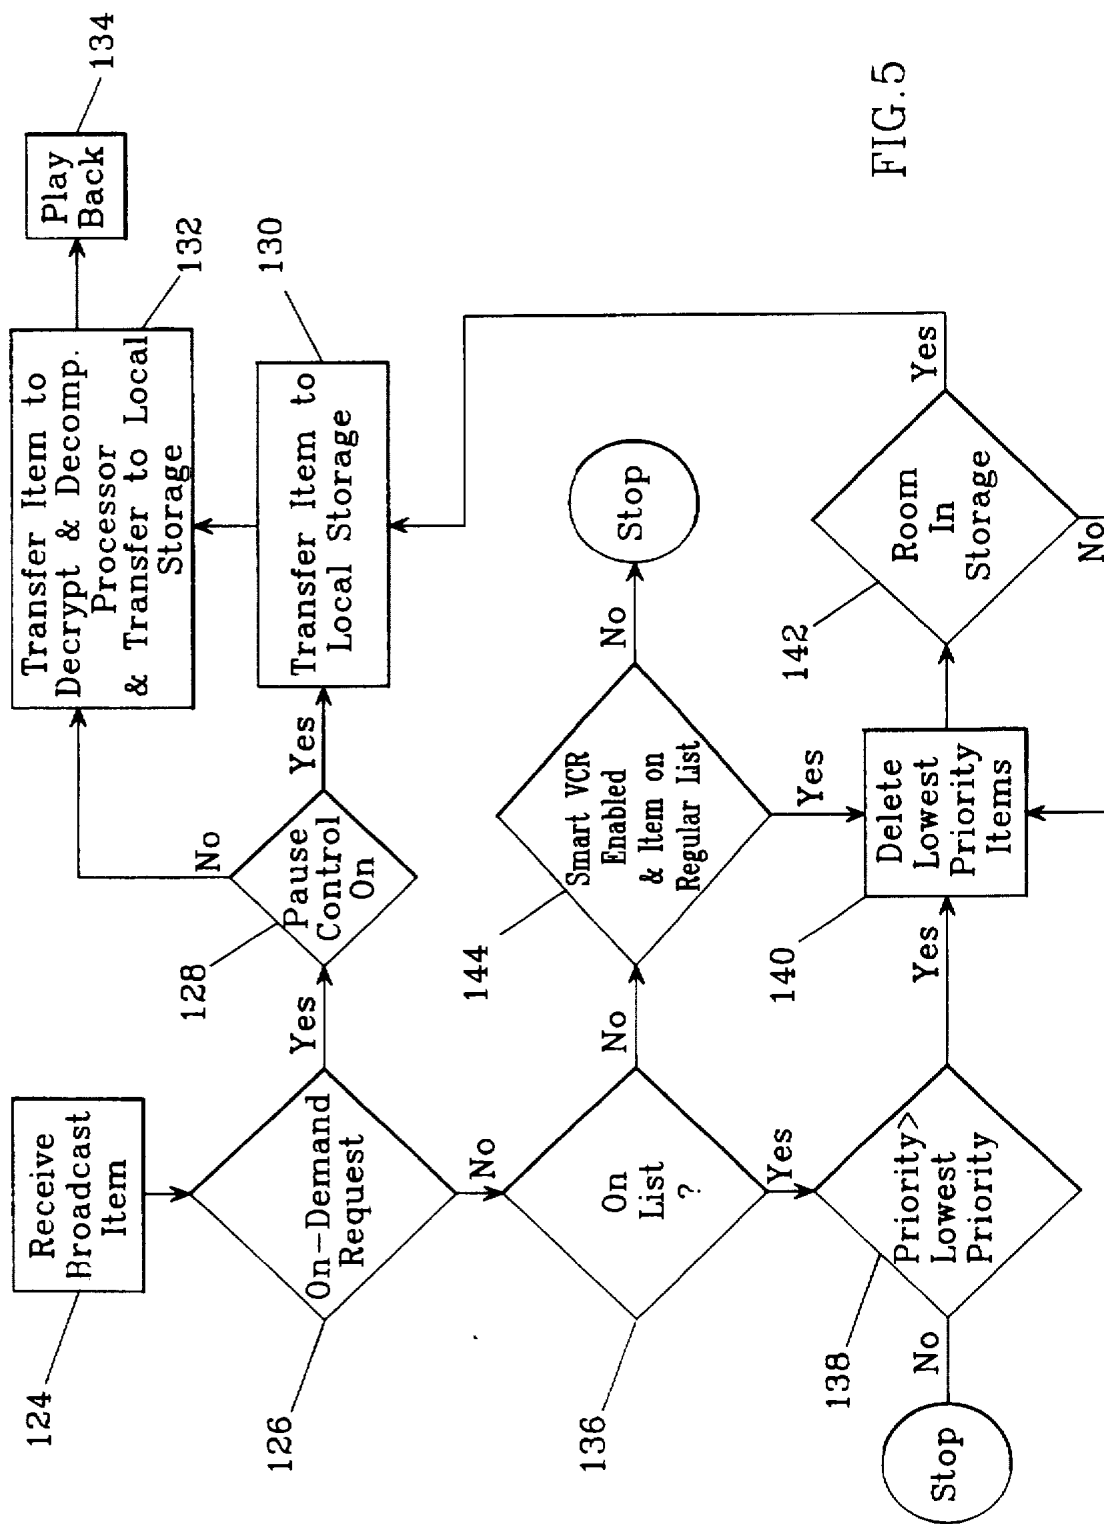 124
Receive
Broadcast
Item
126
On-Demand
Request
Yes
No
128
Pause
Control
On
No
Yes
Transfer Item to
Decrypt & Decomp.
Processor
& Transfer to Local
Storage
132
Play
Back
134
Transfer Item to
Local Storage
130
136
On
List
?
No
Yes
144
Smart VCR
Enabled
& Item on
Regular List
No
Stop
Yes
138
Priority>
Lowest
Priority
No
Stop
Yes
140
Delete
Lowest
Priority
Items
142
Room
In
Storage
Yes
No
FIG.5